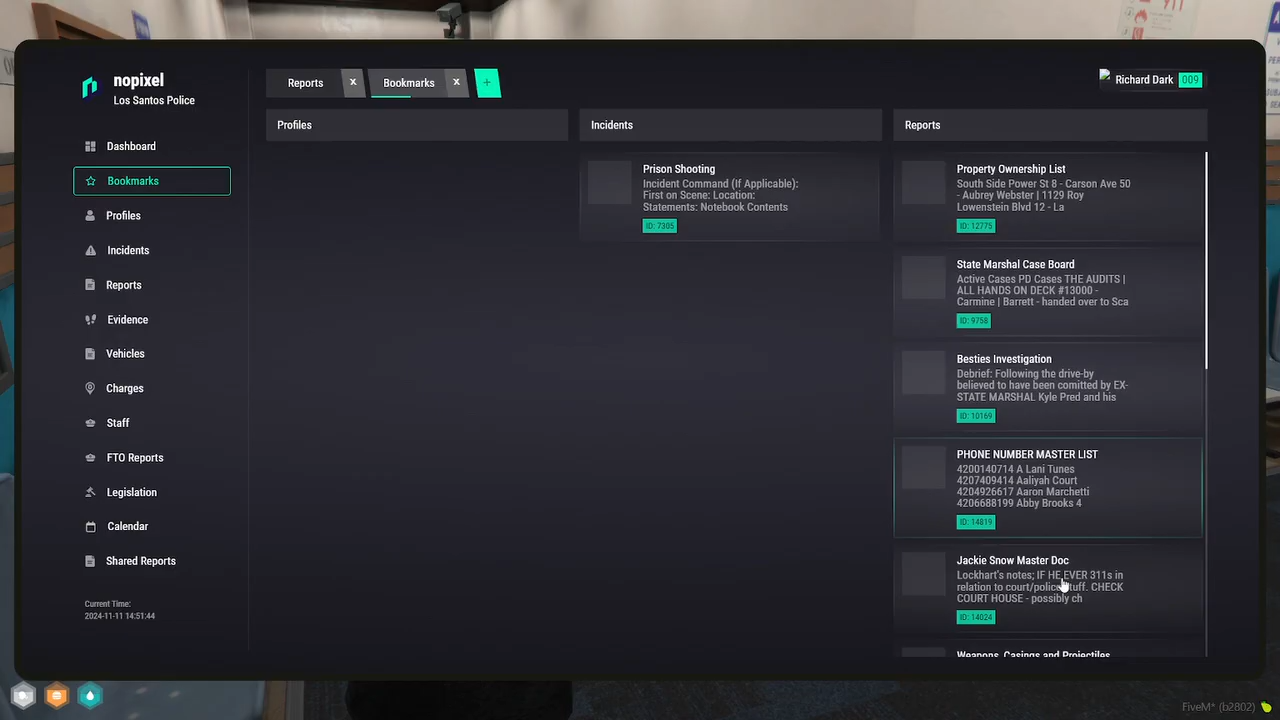 nopixel
Los Santos Police
Dashboard
Bookmarks
Profiles
Incidents
Reports
Evidence
Vehicles
Charges
Staff
FTO Reports
Legislation
Calendar
Shared Reports
Current Time:
2024-11-11 14:51:44
Reports x
Bookmarks x
+
Richard Dark 009
Profiles
Incidents
Prison Shooting
Incident Command (If Applicable):
First on Scene: Location:
Statements: Notebook Contents
ID: 7305
Reports
Property Ownership List
South Side Power St 8 - Carson Ave 50
- Aubrey Webster | 1129 Roy
Lowenstein Blvd 12 - La
ID: 12775
State Marshal Case Board
Active Cases PD Cases THE AUDITS |
ALL HANDS ON DECK #13000 -
Carmine | Barrett - handed over to Sca
ID: 9758
Besties Investigation
Debrief: Following the drive-by
believed to have been comitted by EX-
STATE MARSHAL Kyle Pred and his
ID: 10169
PHONE NUMBER MASTER LIST
4200140714 A Lani Tunes
4207409414 Aaliyah Court
4204926617 Aaron Marchetti
4206688199 Abby Brooks 4
ID: 14819
Jackie Snow Master Doc
Lockhart's notes; IF HE EVER 311s in
relation to court/police stuff. CHECK
COURT HOUSE - possibly ch
ID: 14024
Weapons, Casings and Projectiles
FiveM* (b2802)